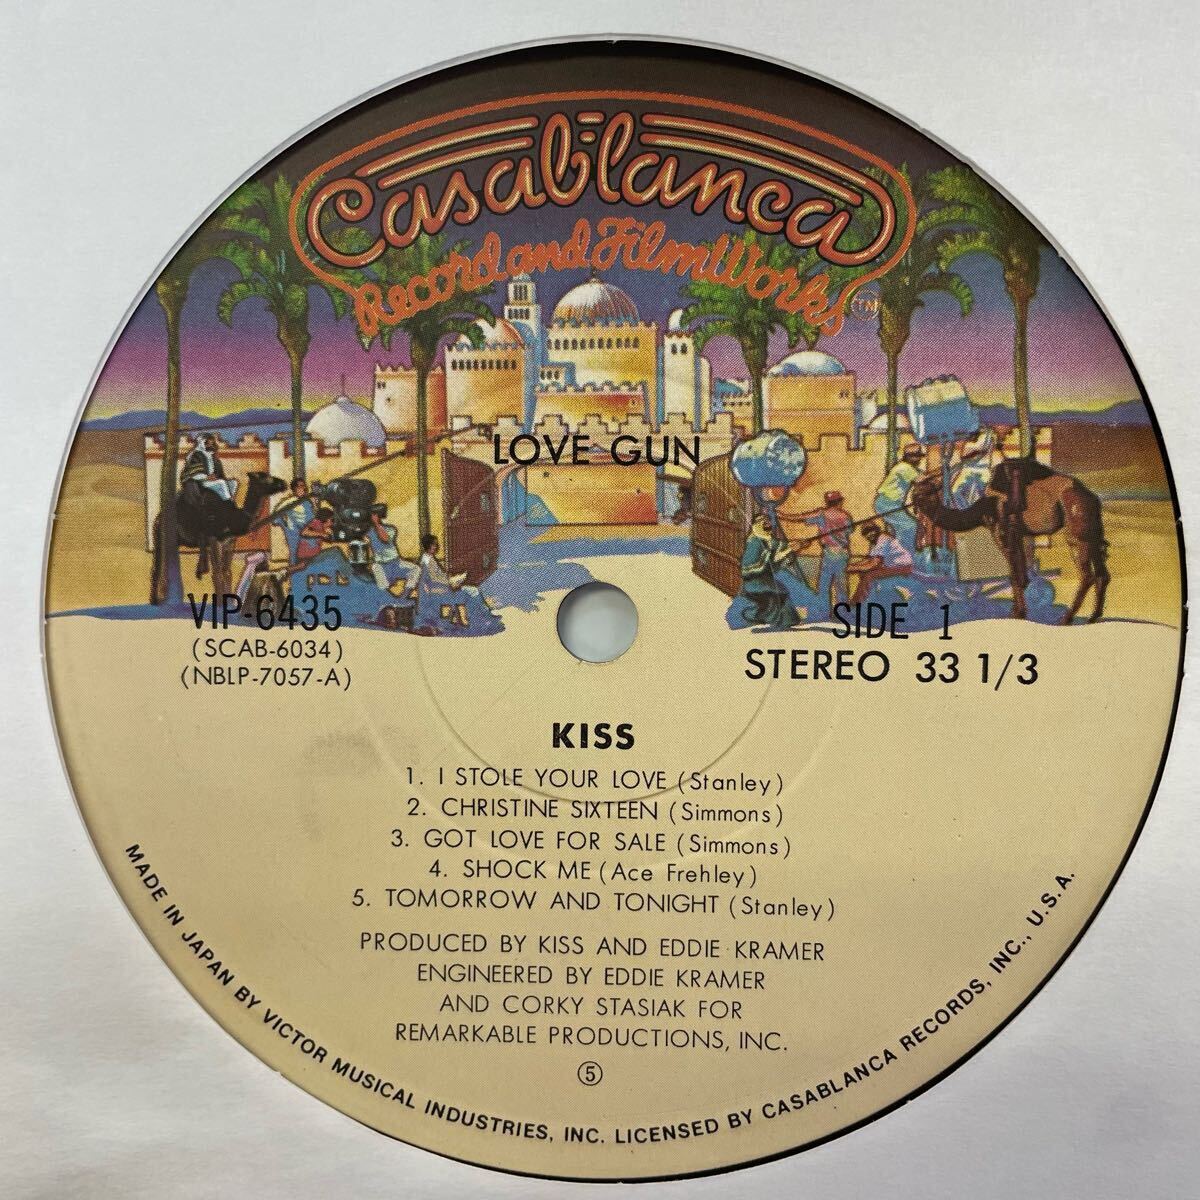 Casablanca
Record and FilmWorks™
LOVE GUN
VIP-6435
(SCAB-6034)
(NBLP-7057-A)
SIDE 1
STEREO 33 1/3
KISS
1. I STOLE YOUR LOVE (Stanley)
2. CHRISTINE SIXTEEN (Simmons)
3. GOT LOVE FOR SALE (Simmons)
4. SHOCK ME (Ace Frehley)
5. TOMORROW AND TONIGHT (Stanley)
PRODUCED BY KISS AND EDDIE KRAMER
ENGINEERED BY EDDIE KRAMER
AND CORKY STASIAK FOR
REMARKABLE PRODUCTIONS, INC.
⑤
MADE IN JAPAN BY VICTOR MUSICAL INDUSTRIES, INC. LICENSED BY CASABLANCA RECORDS, INC., U.S.A.